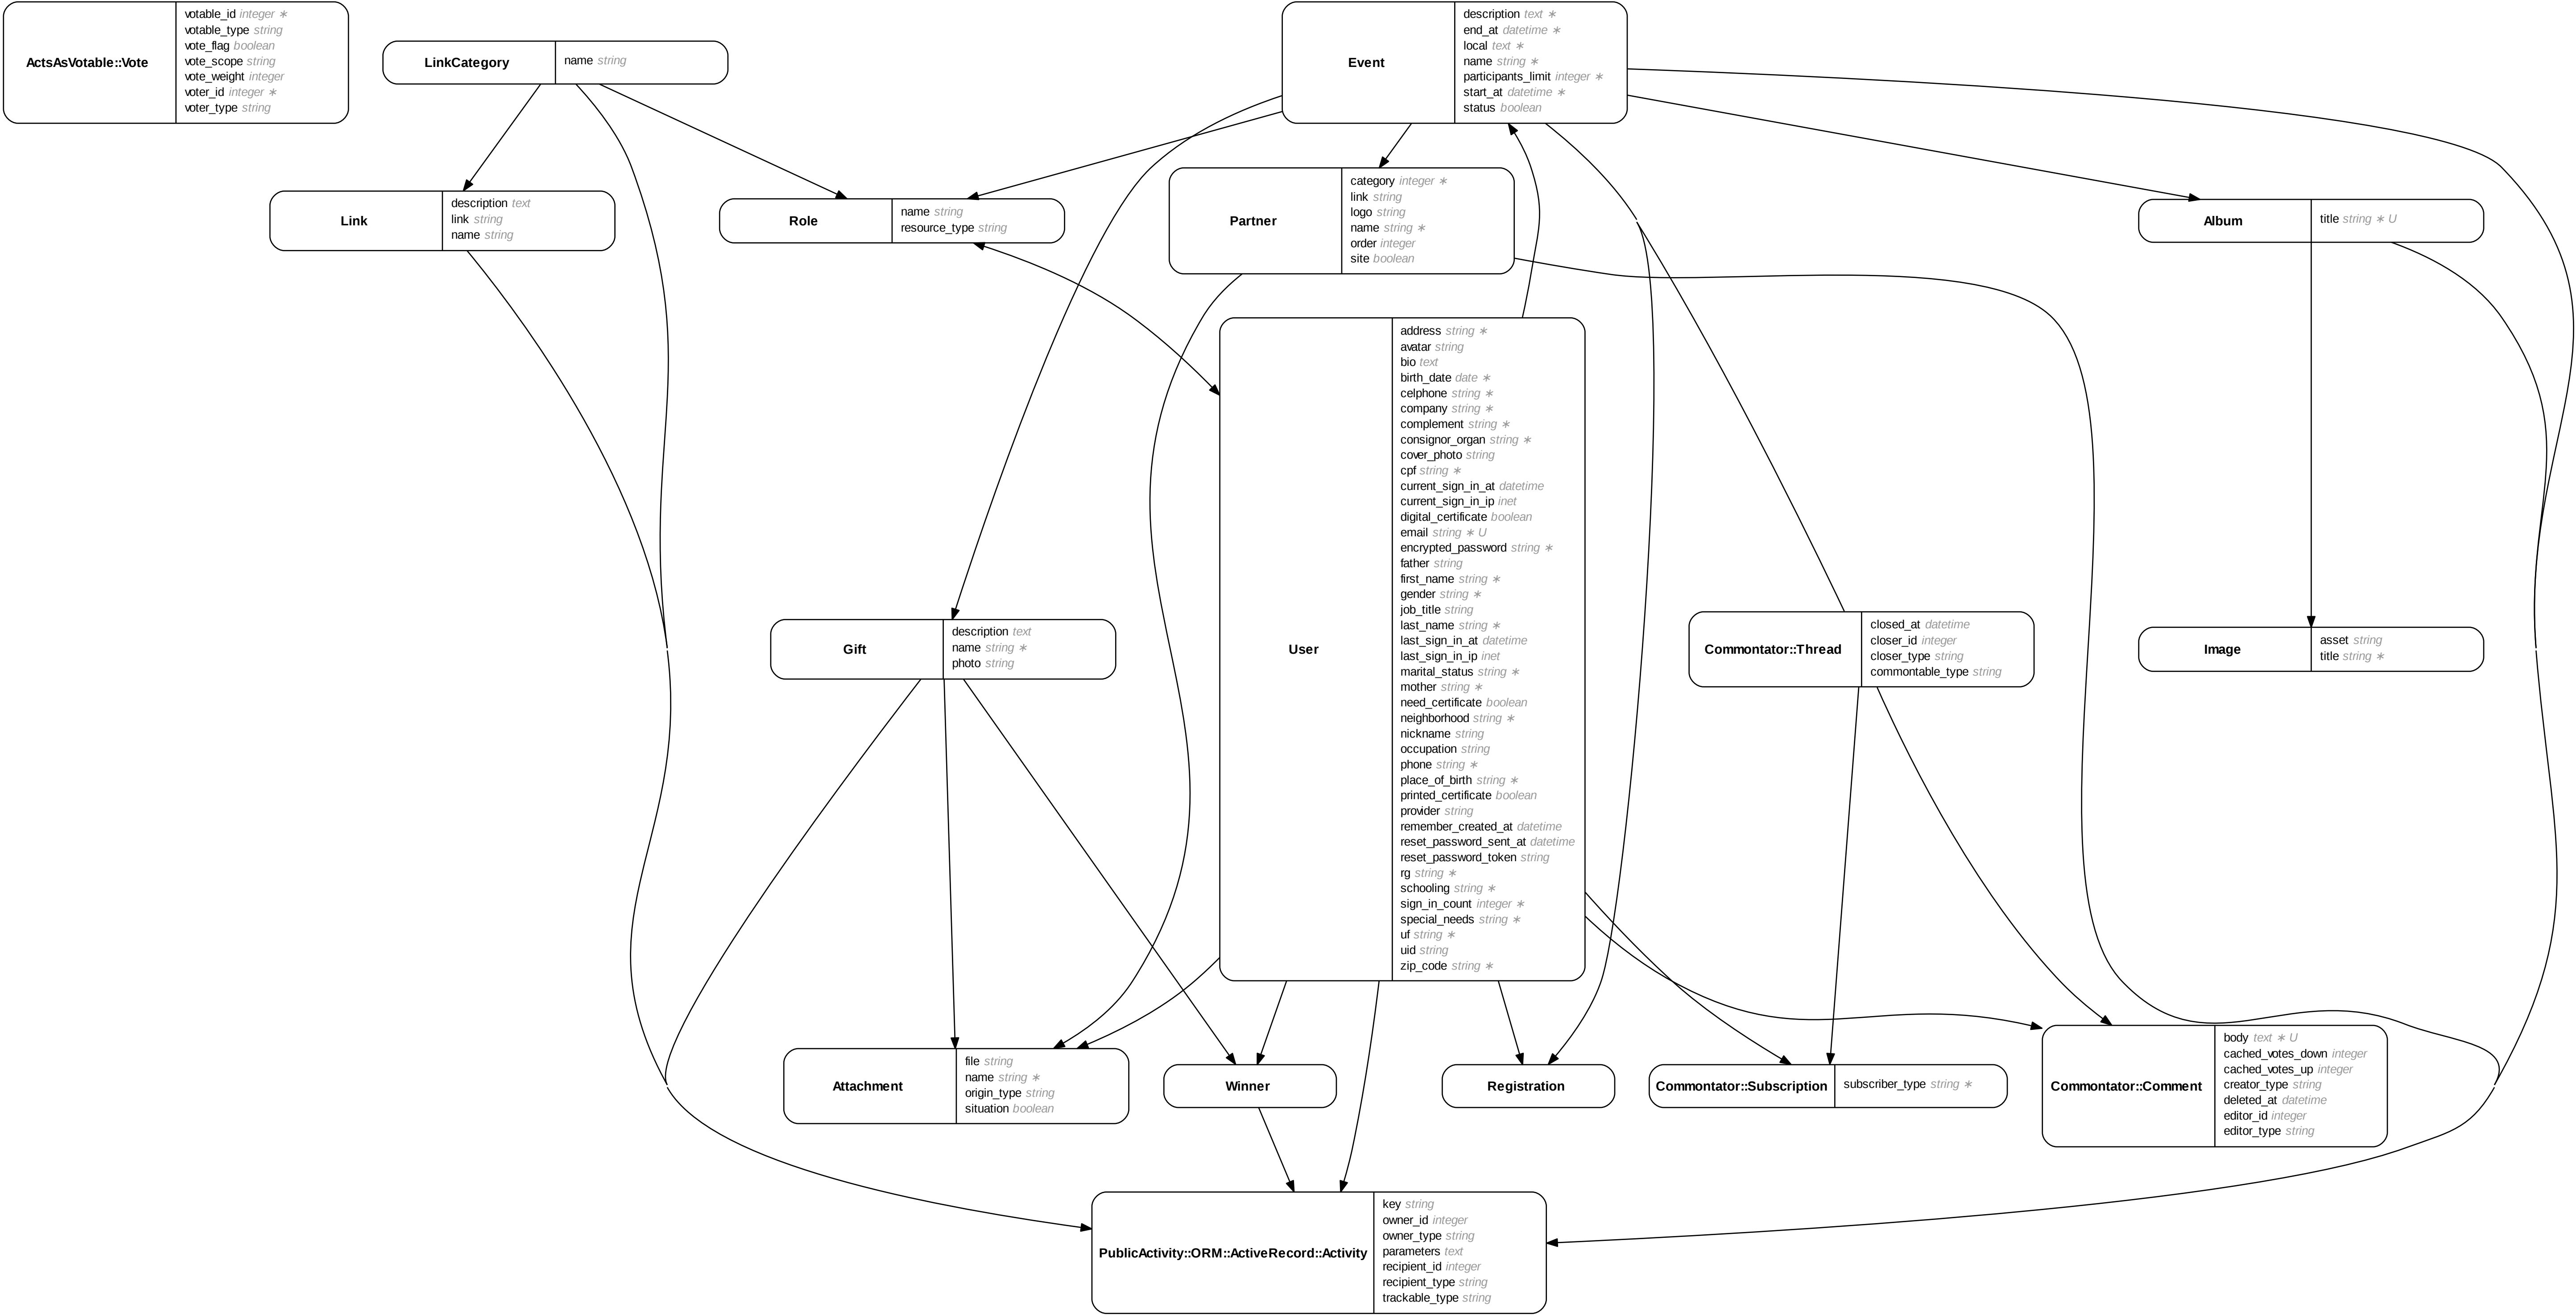 ActsAsVotable::Vote
votable_id integer ∗
votable_type string
vote_flag boolean
vote_scope string
vote_weight integer
voter_id integer ∗
voter_type string
LinkCategory
name string
Event
description text ∗
end_at datetime ∗
local text ∗
name string ∗
participants_limit integer ∗
start_at datetime ∗
status boolean
Link
description text
link string
name string
Role
name string
resource_type string
Partner
category integer ∗
link string
logo string
name string ∗
order integer
site boolean
Album
title string ∗ U
User
address string ∗
avatar string
bio text
birth_date date ∗
celphone string ∗
company string ∗
complement string ∗
consignor_organ string ∗
cover_photo string
cpf string ∗
current_sign_in_at datetime
current_sign_in_ip inet
digital_certificate boolean
email string ∗ U
encrypted_password string ∗
father string
first_name string ∗
gender string ∗
job_title string
last_name string ∗
last_sign_in_at datetime
last_sign_in_ip inet
marital_status string ∗
mother string ∗
need_certificate boolean
neighborhood string ∗
nickname string
occupation string
phone string ∗
place_of_birth string ∗
printed_certificate boolean
provider string
remember_created_at datetime
reset_password_sent_at datetime
reset_password_token string
rg string ∗
schooling string ∗
sign_in_count integer ∗
special_needs string ∗
uf string ∗
uid string
zip_code string ∗
Gift
description text
name string ∗
photo string
Commontator::Thread
closed_at datetime
closer_id integer
closer_type string
commontable_type string
Image
asset string
title string ∗
Attachment
file string
name string ∗
origin_type string
situation boolean
Winner
Registration
Commontator::Subscription
subscriber_type string ∗
Commontator::Comment
body text ∗ U
cached_votes_down integer
cached_votes_up integer
creator_type string
deleted_at datetime
editor_id integer
editor_type string
PublicActivity::ORM::ActiveRecord::Activity
key string
owner_id integer
owner_type string
parameters text
recipient_id integer
recipient_type string
trackable_type string